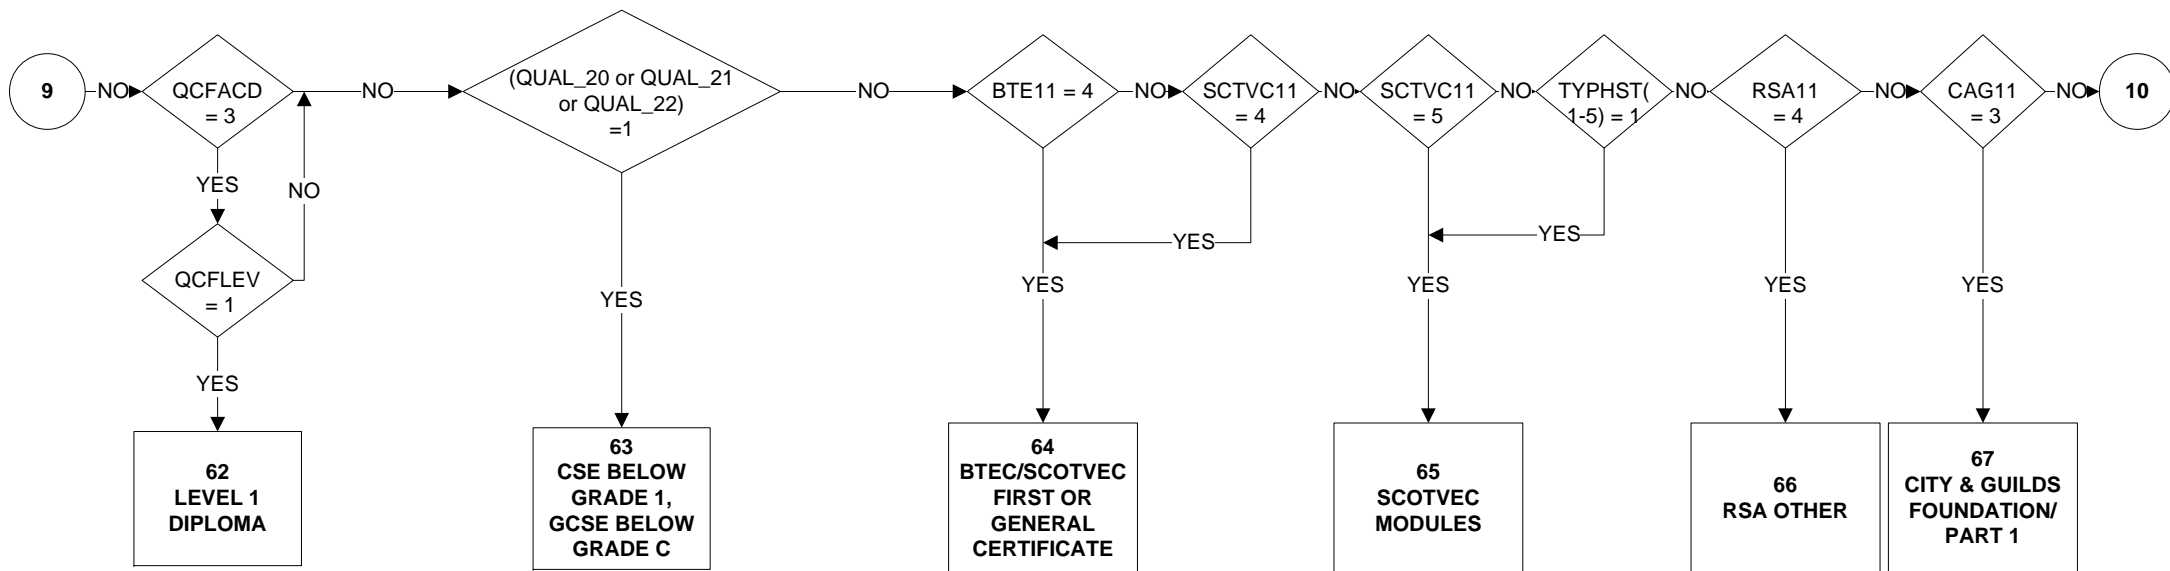 9
NO
QCFACD
= 3
NO
(QUAL_20 or QUAL_21
or QUAL_22)
=1
NO
BTE11 = 4
NO
SCTVC11
= 4
NO
SCTVC11
= 5
NO
TYPHST(
1-5) = 1
NO
RSA11
= 4
NO
CAG11
= 3
NO
10
YES
NO
QCFLEV
= 1
YES
YES
YES
YES
YES
YES
YES
YES
YES
62
LEVEL 1
DIPLOMA
63
CSE BELOW
GRADE 1,
GCSE BELOW
GRADE C
64
BTEC/SCOTVEC
FIRST OR
GENERAL
CERTIFICATE
65
SCOTVEC
MODULES
66
RSA OTHER
67
CITY & GUILDS
FOUNDATION/
PART 1